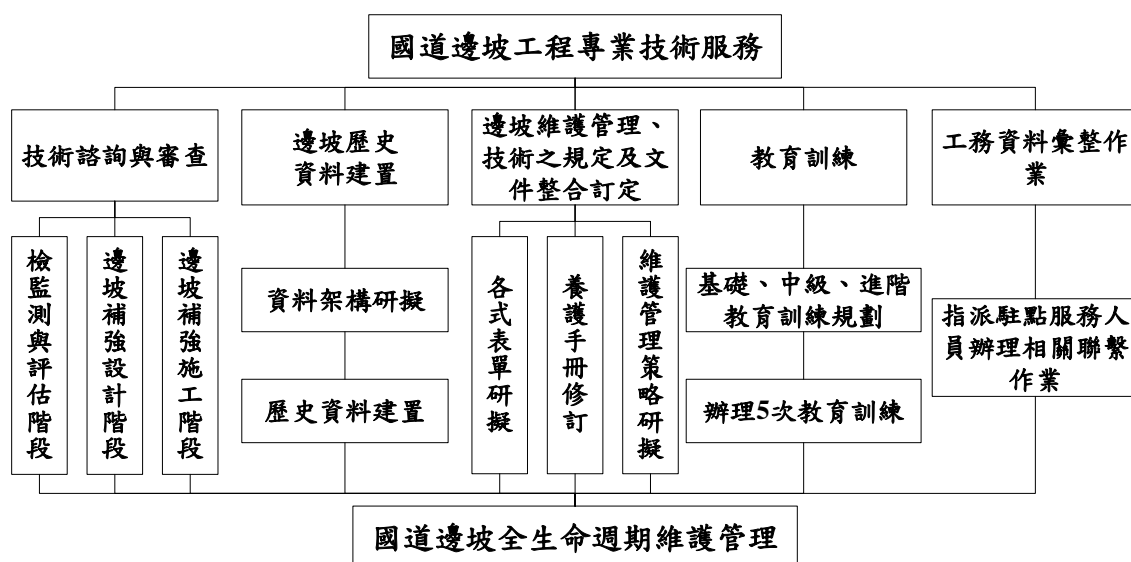 國道邊坡工程專業技術服務
技術諮詢與審查
邊坡歷史
資料建置
邊坡維護管理、
技術之規定及文
件整合訂定
教育訓練
工務資料彙整作
業
檢監測與評估階段
邊坡補強設計階段
邊坡補強施工階段
資料架構研擬
歷史資料建置
各式表單研擬
養護手冊修訂
維護管理策略研擬
基礎、中級、進階
教育訓練規劃
辦理5次教育訓練
指派駐點服務人
員辦理相關聯繫
作業
國道邊坡全生命週期維護管理